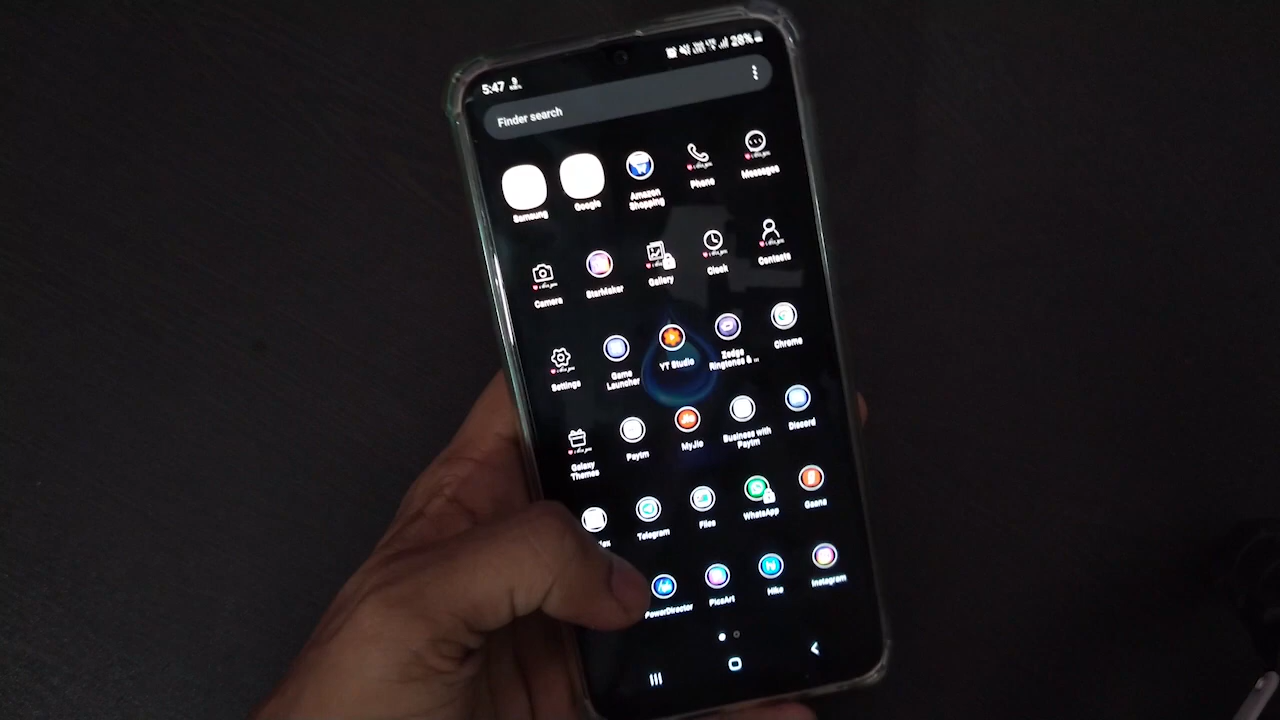 5:47
28%
Finder search
Samsung
Google
Amazon
Shopping
Phone
Messages
Camera
StarMaker
Gallery
Clock
Contacts
Settings
Game
Launcher
YT Studio
Zedge
Ringtones & ..
Chrome
Galaxy
Themes
Paytm
MyJio
Business with
Paytm
Discord
Telegram
Files
WhatsApp
Gaana
PowerDirector
PicsArt
Hike
Instagram